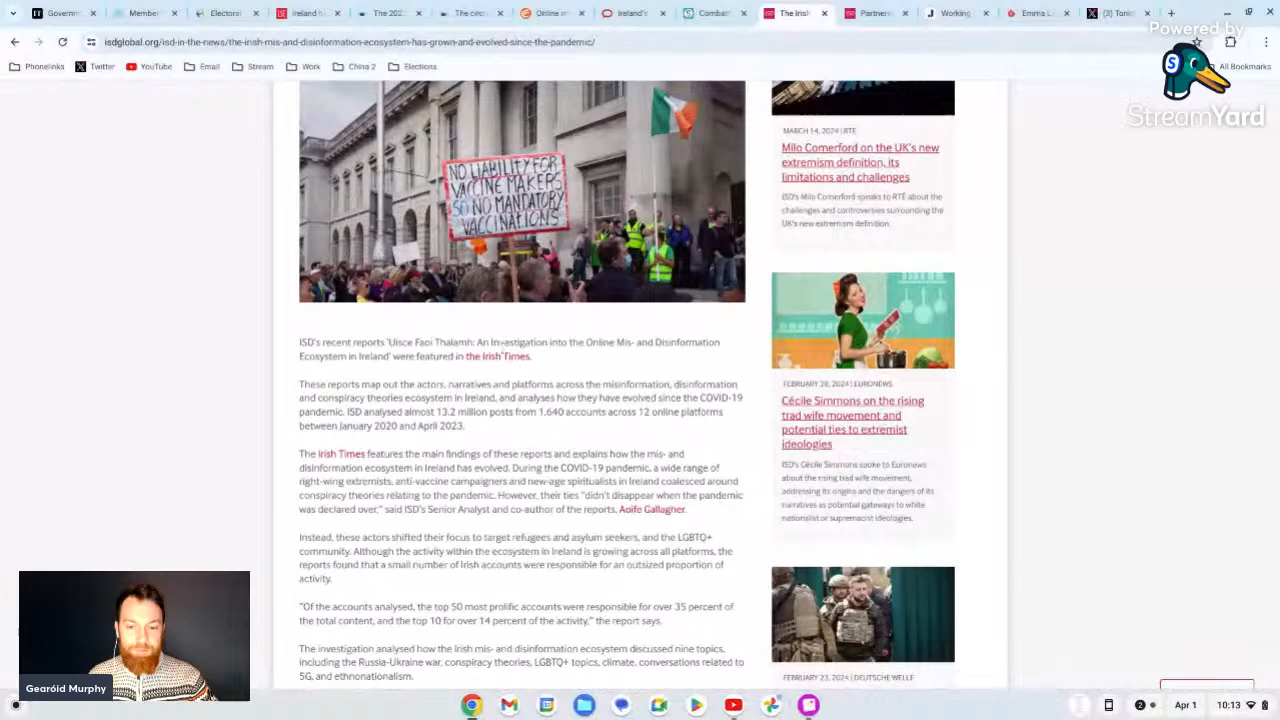 Governm
Electoral
ISE Ireland
The 202
The
Online M
Ireland's
Combat
The Irish
Partners
Working
Emma L
(3) Tonic
Powered by
isdglobal.org/isd-in-the-news/the-irish-mis-and-disinformation-ecosystem-has-grown-and-evolved-since-the-pandemic/
Phonelinks
Twitter
YouTube
Email
Stream
Work
China 2
Elections
All Bookmarks
S
StreamYard
NO LIABILITY FOR
VACCINE MAKERS
SO NO MANDATORY
VACCINATIONS
ISD's recent reports 'Uisce Faoi Thalamh: An Investigation into the Online Mis- and Disinformation
Ecosystem in Ireland' were featured in the Irish Times.
These reports map out the actors, narratives and platforms across the misinformation, disinformation
and conspiracy theories ecosystem in Ireland, and analyses how they have evolved since the COVID-19
pandemic. ISD analysed almost 13.2 million posts from 1,640 accounts across 12 online platforms
between January 2020 and April 2023.
The Irish Times features the main findings of these reports and explains how the mis- and
disinformation ecosystem in Ireland has evolved. During the COVID-19 pandemic, a wide range of
right-wing extremists, anti-vaccine campaigners and new-age spiritualists in Ireland coalesced around
conspiracy theories relating to the pandemic. However, their ties "didn't disappear when the pandemic
was declared over," said ISD's Senior Analyst and co-author of the reports, Aoife Gallagher.
Instead, these actors shifted their focus to target refugees and asylum seekers, and the LGBTQ+
community. Although the activity within the ecosystem in Ireland is growing across all platforms, the
reports found that a small number of Irish accounts were responsible for an outsized proportion of
activity.
"Of the accounts analysed, the top 50 most prolific accounts were responsible for over 35 percent of
the total content, and the top 10 for over 14 percent of the activity," the report says.
The investigation analysed how the Irish mis- and disinformation ecosystem discussed nine topics,
including the Russia-Ukraine war, conspiracy theories, LGBTQ+ topics, climate, conversations related to
5G, and ethnonationalism.
MARCH 14, 2024 | RTE
Milo Comerford on the UK's new
extremism definition, its
limitations and challenges
ISD's Milo Comerford speaks to RTÉ about the
challenges and controversies surrounding the
UK's new extremism definition.
FEBRUARY 28, 2024 | EURONEWS
Cécile Simmons on the rising
trad wife movement and
potential ties to extremist
ideologies
ISD's Cécile Simmons spoke to Euronews
about the rising trad wife movement,
addressing its origins and the dangers of its
narratives as potential gateways to white
nationalist or supremacist ideologies.
FEBRUARY 23, 2024 | DEUTSCHE WELLE
Gearóid Murphy
2
Apr 1
10:13